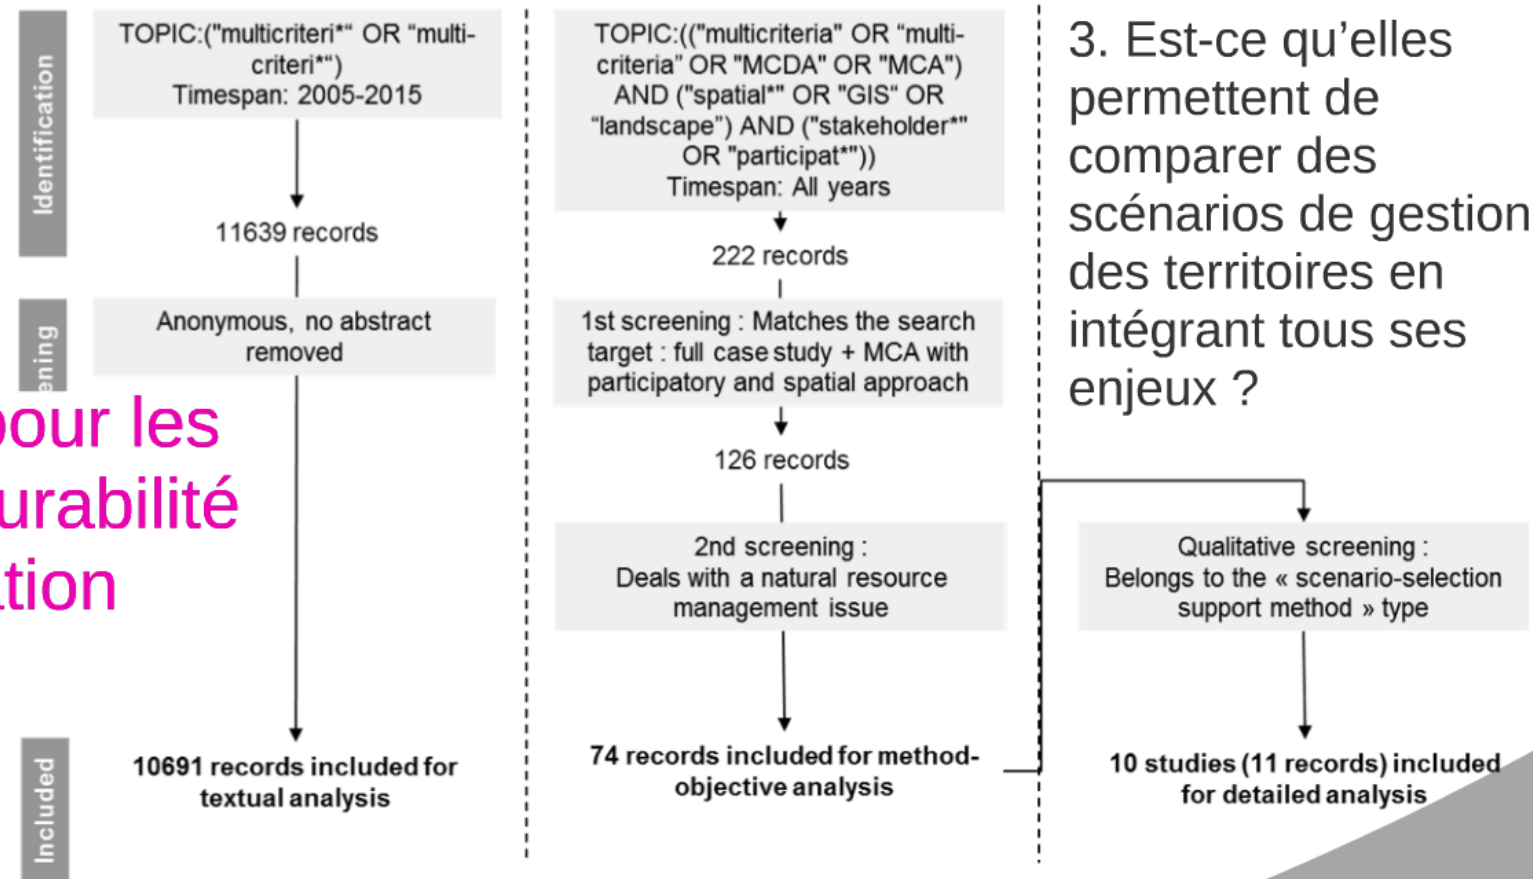 Identification
TOPIC:("multicriteri*“ OR “multi-
criteri*“)
Timespan: 2005-2015
11639 records
Anonymous, no abstract
removed
10691 records included for
textual analysis
TOPIC:(("multicriteria" OR “multi-
criteria” OR "MCDA" OR "MCA")
AND ("spatial*" OR "GIS“ OR
“landscape”) AND ("stakeholder*"
OR "participat*"))
Timespan: All years
222 records
1st screening : Matches the search
target : full case study + MCA with
participatory and spatial approach
126 records
2nd screening :
Deals with a natural resource
management issue
74 records included for method-
objective analysis
3. Est-ce qu’elles
permettent de
comparer des
scénarios de gestion
des territoires en
intégrant tous ses
enjeux ?
Qualitative screening :
Belongs to the « scenario-selection
support method » type
10 studies (11 records) included
for detailed analysis
ening
pour les
urabilité
ation
Included